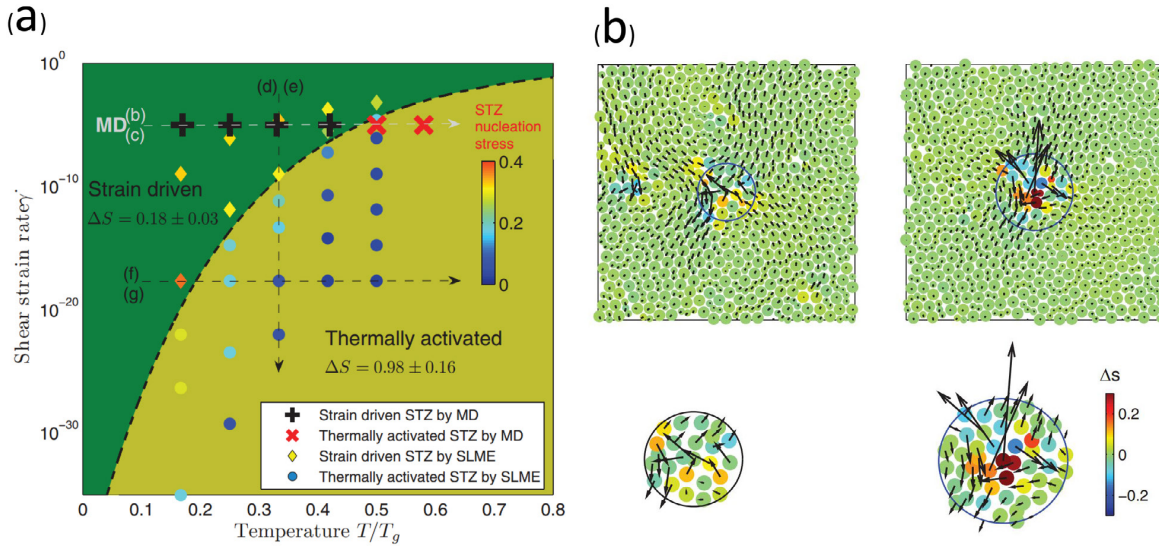 (a)
10^0
10^-10
10^-20
10^-30
Shear strain rate γ̇
MD (b)
(c)
(d) (e)
(f)
(g)
Strain driven
ΔS = 0.18 ± 0.03
Thermally activated
ΔS = 0.98 ± 0.16
STZ
nucleation
stress
0.4
0.2
0
Strain driven STZ by MD
Thermally activated STZ by MD
Strain driven STZ by SLME
Thermally activated STZ by SLME
0 0.1 0.2 0.3 0.4 0.5 0.6 0.7 0.8
Temperature T/T_g
(b)
Δs
0.2
0
−0.2